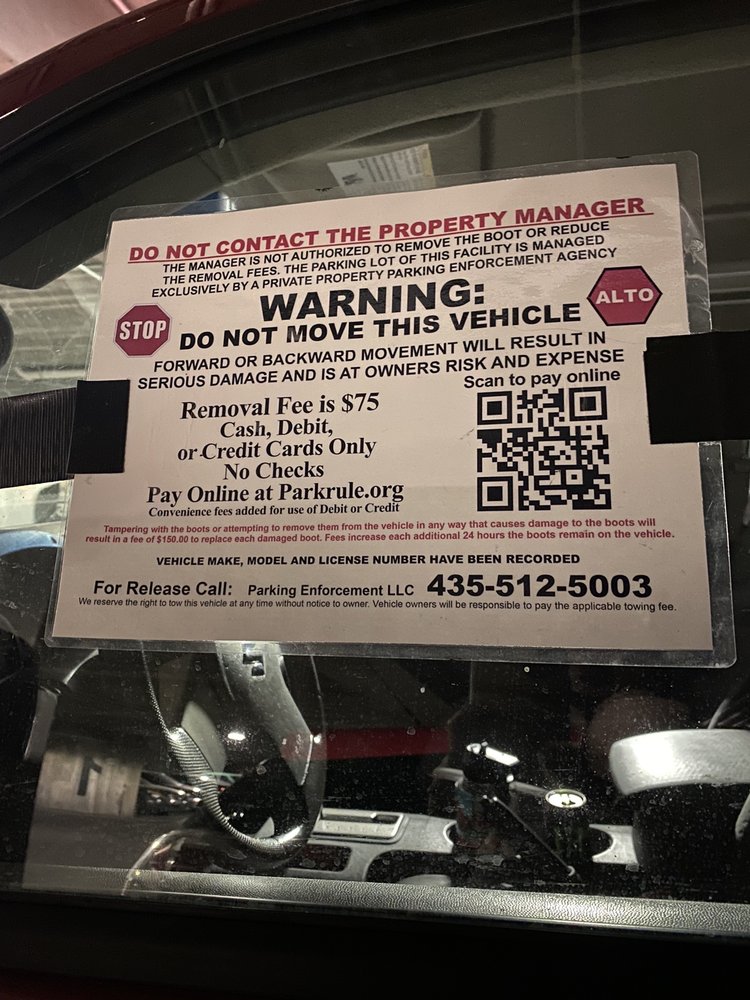 DO NOT CONTACT THE PROPERTY MANAGER
THE MANAGER IS NOT AUTHORIZED TO REMOVE THE BOOT OR REDUCE
THE REMOVAL FEES. THE PARKING LOT OF THIS FACILITY IS MANAGED
EXCLUSIVELY BY A PRIVATE PROPERTY PARKING ENFORCEMENT AGENCY
WARNING:
STOP
DO NOT MOVE THIS VEHICLE
ALTO
FORWARD OR BACKWARD MOVEMENT WILL RESULT IN
SERIOUS DAMAGE AND IS AT OWNERS RISK AND EXPENSE
Scan to pay online
Removal Fee is $75
Cash, Debit,
or Credit Cards Only
No Checks
Pay Online at Parkrule.org
Convenience fees added for use of Debit or Credit
Tampering with the boots or attempting to remove them from the vehicle in any way that causes damage to the boots will
result in a fee of $150.00 to replace each damaged boot. Fees increase each additional 24 hours the boots remain on the vehicle.
VEHICLE MAKE, MODEL AND LICENSE NUMBER HAVE BEEN RECORDED
For Release Call: Parking Enforcement LLC 435-512-5003
We reserve the right to tow this vehicle at any time without notice to owner. Vehicle owners will be responsible to pay the applicable towing fee.